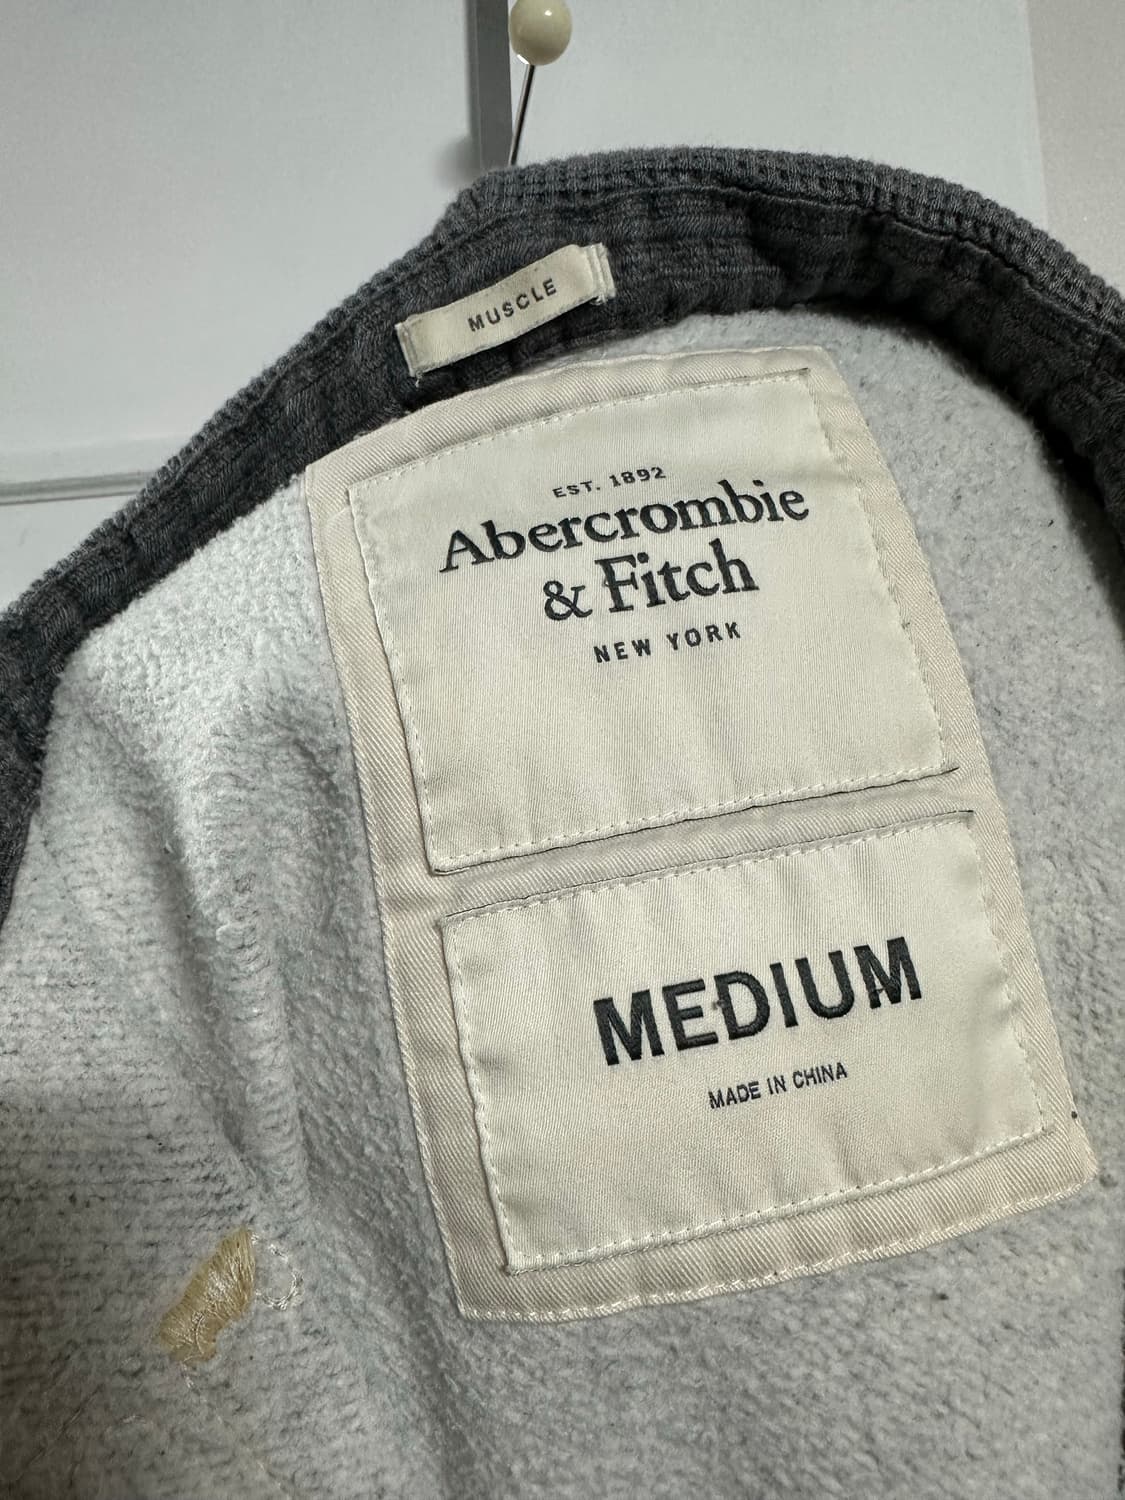 MUSCLE
EST. 1892
Abercrombie
& Fitch
NEW YORK
MEDIUM
MADE IN CHINA